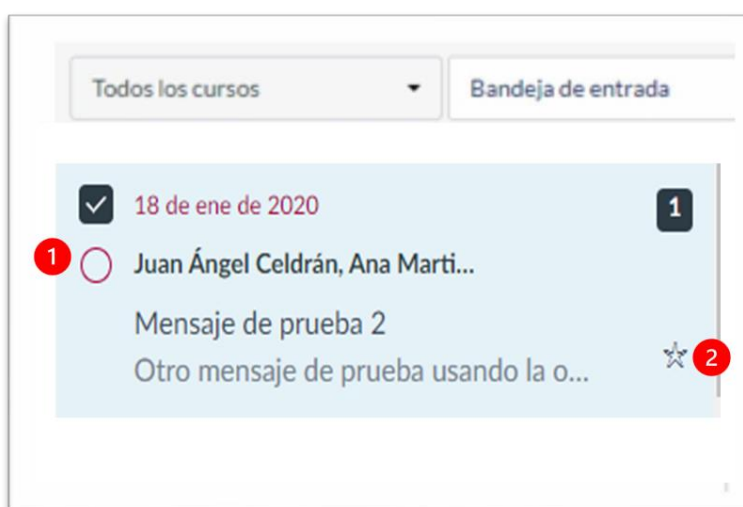 Todos los cursos Bandeja de entrada
18 de ene de 2020 1
1 Juan Ángel Celdrán, Ana Marti...
Mensaje de prueba 2
Otro mensaje de prueba usando la o... 2